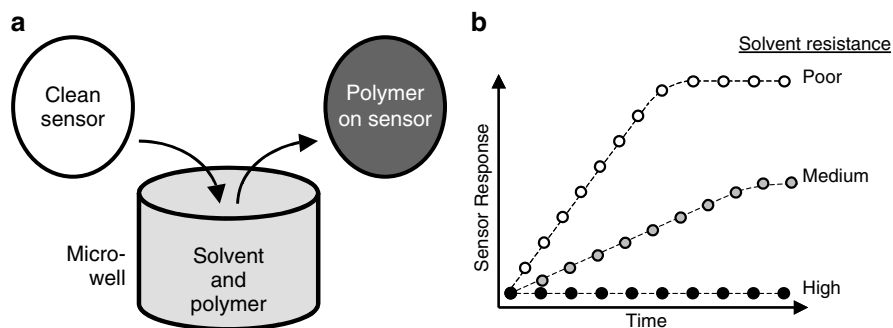 a
Clean
sensor
Polymer
on sensor
Micro-
well
Solvent
and
polymer
b
Solvent resistance
Poor
Medium
High
Sensor Response
Time